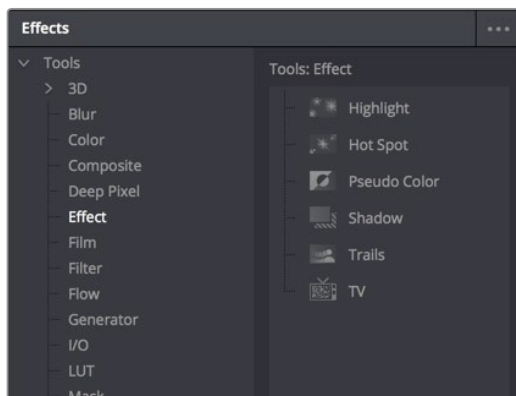 Effects
Tools
3D
Blur
Color
Composite
Deep Pixel
Effect
Film
Filter
Flow
Generator
I/O
LUT
Mask
Tools: Effect
Highlight
Hot Spot
Pseudo Color
Shadow
Trails
TV